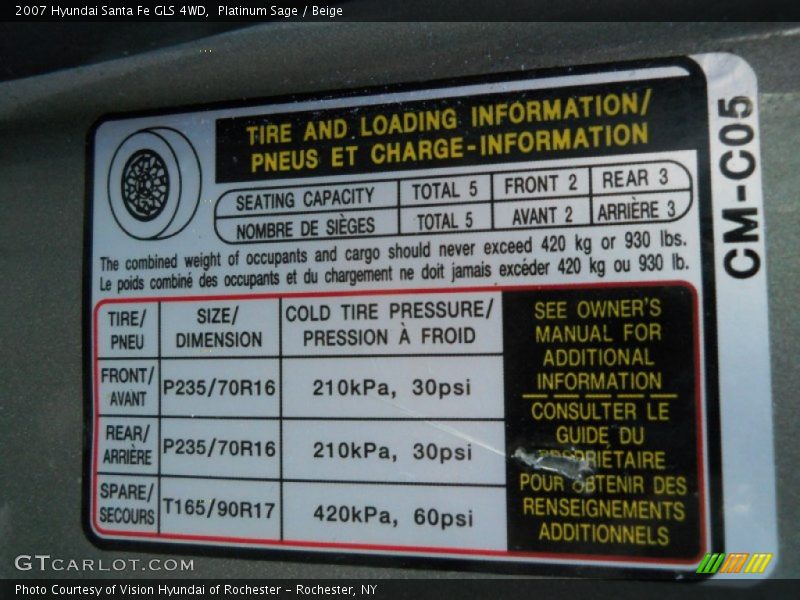 2007 Hyundai Santa Fe GLS 4WD, Platinum Sage / Beige
TIRE AND LOADING INFORMATION/
PNEUS ET CHARGE-INFORMATION
SEATING CAPACITY TOTAL 5 FRONT 2 REAR 3
NOMBRE DE SIÈGES TOTAL 5 AVANT 2 ARRIÈRE 3
The combined weight of occupants and cargo should never exceed 420 kg or 930 lbs.
Le poids combiné des occupants et du chargement ne doit jamais excéder 420 kg ou 930 lb.
CM-C05
TIRE/
PNEU
SIZE/
DIMENSION
COLD TIRE PRESSURE/
PRESSION À FROID
FRONT/
AVANT
P235/70R16
210kPa, 30psi
REAR/
ARRIÈRE
P235/70R16
210kPa, 30psi
SPARE/
SECOURS
T165/90R17
420kPa, 60psi
SEE OWNER'S
MANUAL FOR
ADDITIONAL
INFORMATION
CONSULTER LE
GUIDE DU
PROPRIÉTAIRE
POUR OBTENIR DES
RENSEIGNEMENTS
ADDITIONNELS
GTCARLOT.COM
Photo Courtesy of Vision Hyundai of Rochester - Rochester, NY